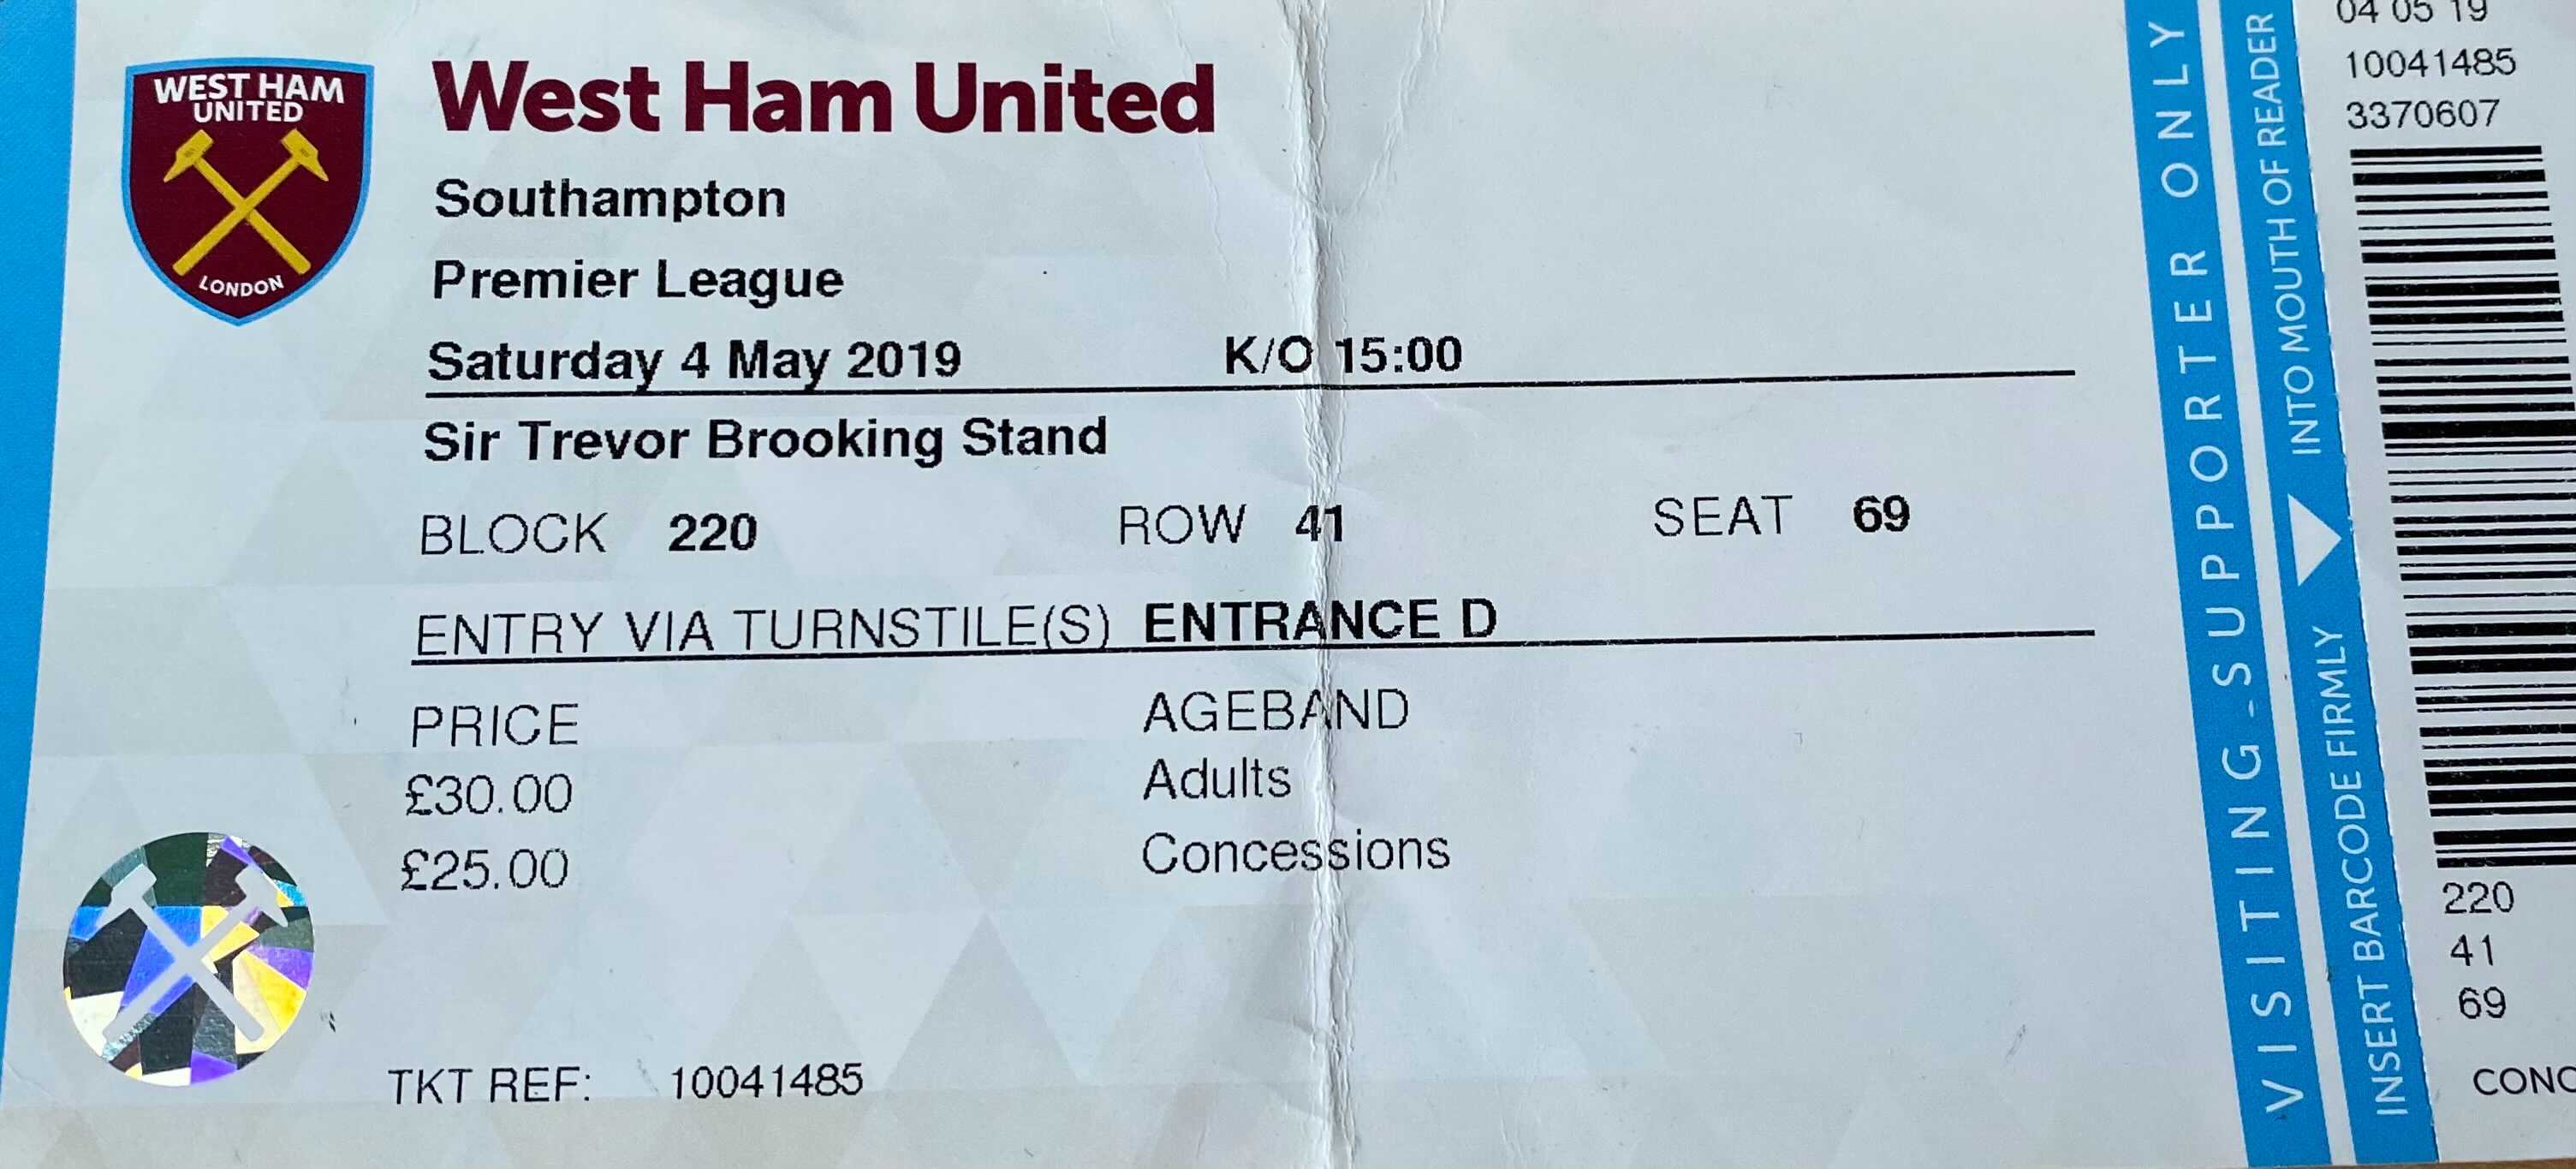 WEST HAM
UNITED
LONDON
West Ham United
Southampton
Premier League
Saturday 4 May 2019 K/O 15:00
Sir Trevor Brooking Stand
BLOCK 220 ROW 41 SEAT 69
ENTRY VIA TURNSTILE(S) ENTRANCE D
PRICE AGEBAND
£30.00 Adults
£25.00 Concessions
TKT REF: 10041485
VISITING SUPPORTER ONLY
INSERT BARCODE FIRMLY INTO MOUTH OF READER
04 05 19
10041485
3370607
220
41
69
CONC